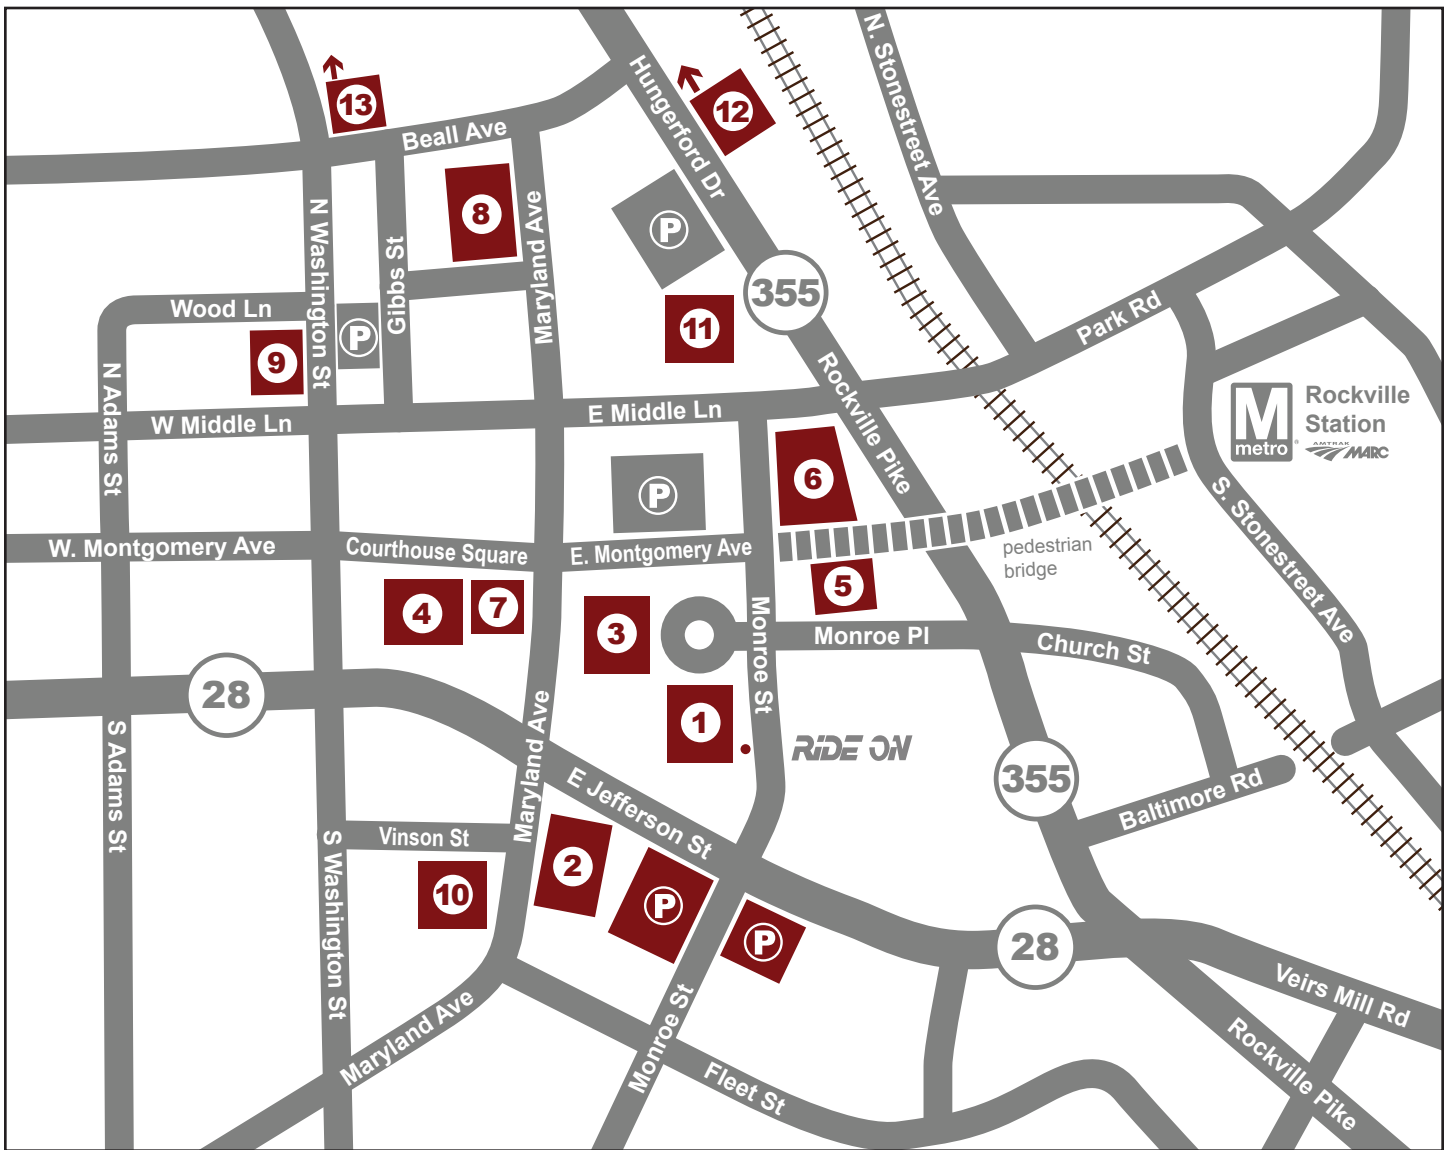 13
Beall Ave
Hungerford Dr
12
N. Stonestreet Ave
8
P
N Washington St
Gibbs St
Maryland Ave
355
Wood Ln
P
11
Park Rd
9
N Adams St
Rockville Pike
W Middle Ln
E Middle Ln
M
metro
Rockville
Station
AMTRAK
MARC
6
P
S. Stonestreet Ave
W. Montgomery Ave
Courthouse Square
E. Montgomery Ave
pedestrian
bridge
5
4
7
3
Monroe St
Monroe Pl
Church St
28
1
RIDE ON
S Adams St
Maryland Ave
E Jefferson St
355
Baltimore Rd
Vinson St
S Washington St
2
10
P
P
28
Veirs Mill Rd
Maryland Ave
Monroe St
Fleet St
Rockville Pike